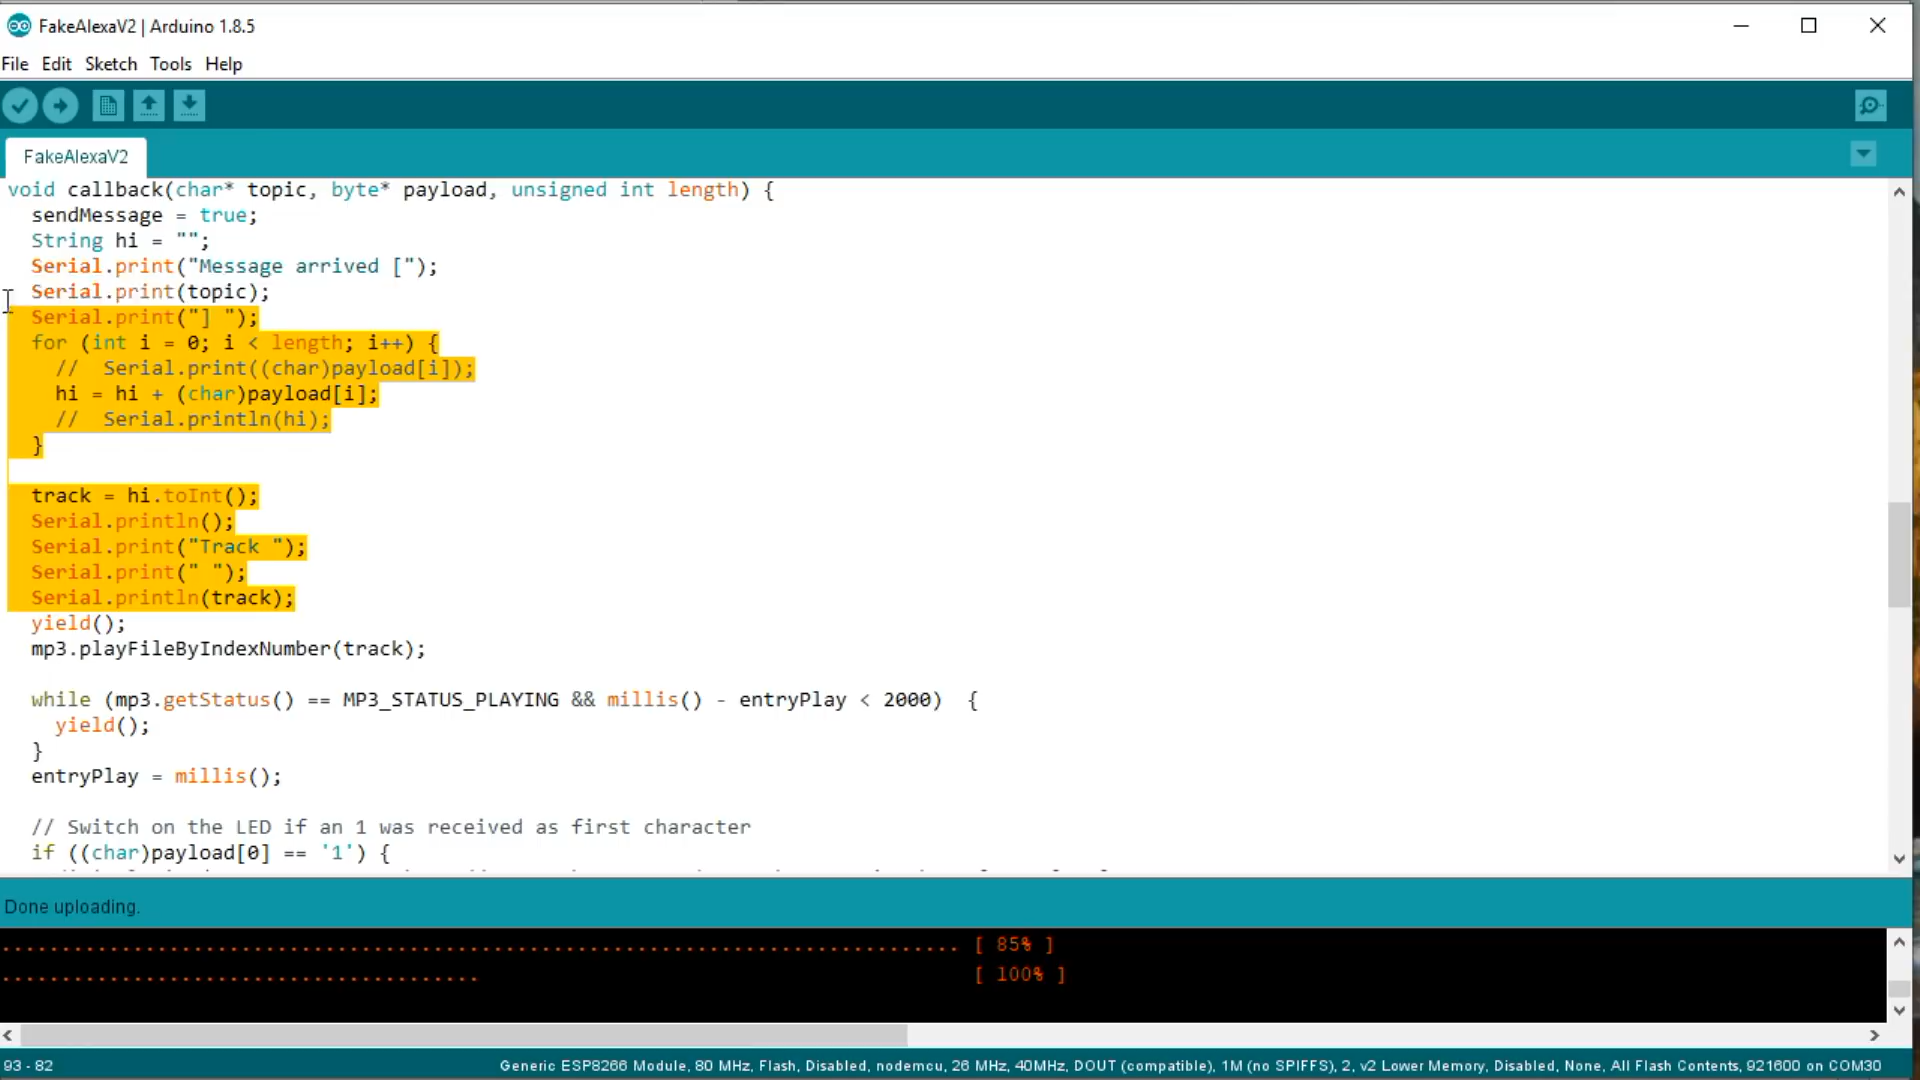 FakeAlexaV2 | Arduino 1.8.5
File Edit Sketch Tools Help
FakeAlexaV2
void callback(char* topic, byte* payload, unsigned int length) {
  sendMessage = true;
  String hi = "";
  Serial.print("Message arrived [");
  Serial.print(topic);
  Serial.print("] ");
  for (int i = 0; i < length; i++) {
    //  Serial.print((char)payload[i]);
    hi = hi + (char)payload[i];
    //  Serial.println(hi);
  }
  track = hi.toInt();
  Serial.println();
  Serial.print("Track ");
  Serial.print(" ");
  Serial.println(track);
  yield();
  mp3.playFileByIndexNumber(track);
  while (mp3.getStatus() == MP3_STATUS_PLAYING && millis() - entryPlay < 2000)  {
    yield();
  }
  entryPlay = millis();
  // Switch on the LED if an 1 was received as first character
  if ((char)payload[0] == '1') {
Done uploading.
................................................................................ [ 85% ]
........................................ [ 100% ]
93 - 82
Generic ESP8266 Module, 80 MHz, Flash, Disabled, nodemcu, 26 MHz, 40MHz, DOUT (compatible), 1M (no SPIFFS), 2, v2 Lower Memory, Disabled, None, All Flash Contents, 921600 on COM30